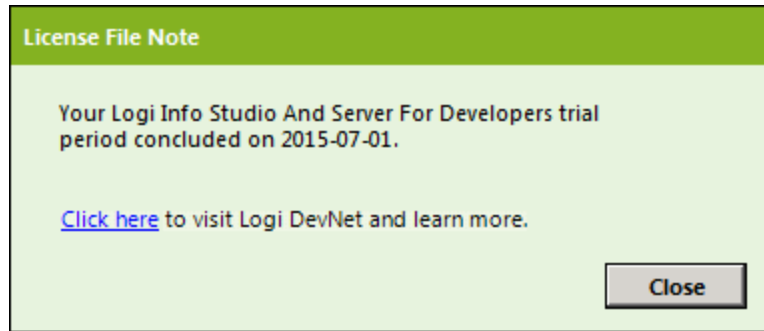 License File Note
Your Logi Info Studio And Server For Developers trial
period concluded on 2015-07-01.
Click here to visit Logi DevNet and learn more.
Close